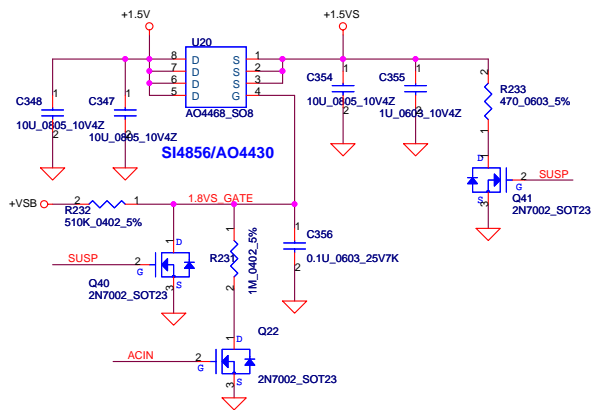 +1.5V
+1.5VS
U20
8 D S 1
7 D S 2
6 D S 3
5 D G 4
AO4468_SO8
SI4856/AO4430
C348
1
2
10U_0805_10V4Z
C347
1
2
10U_0805_10V4Z
C354
1
2
10U_0805_10V4Z
C355
1
2
1U_0603_10V4Z
2
R233
470_0603_5%
1
D
1
SUSP
2
G
Q41
2N7002_SOT23
S
3
+VSB
2
1
R232
510K_0402_5%
1.8VS_GATE
SUSP
2
G
1
D
S
3
Q40
2N7002_SOT23
1
R231
1M_0402_5%
2
1
C356
0.1U_0603_25V7K
2
Q22
ACIN
2
G
1
D
S
3
2N7002_SOT23